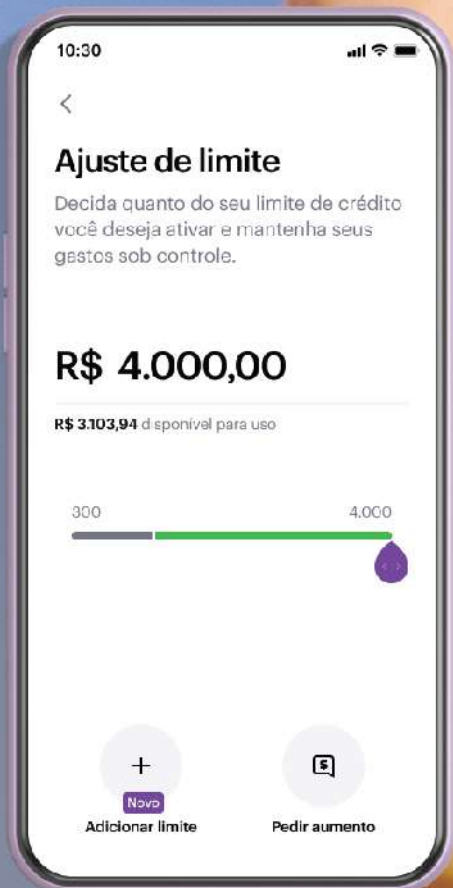 10:30
Ajuste de limite
Decida quanto do seu limite de crédito
você deseja ativar e mantenha seus
gastos sob controle.
R$ 4.000,00
R$ 3.103,94 disponível para uso
300 4.000
Novo
Adicionar limite Pedir aumento